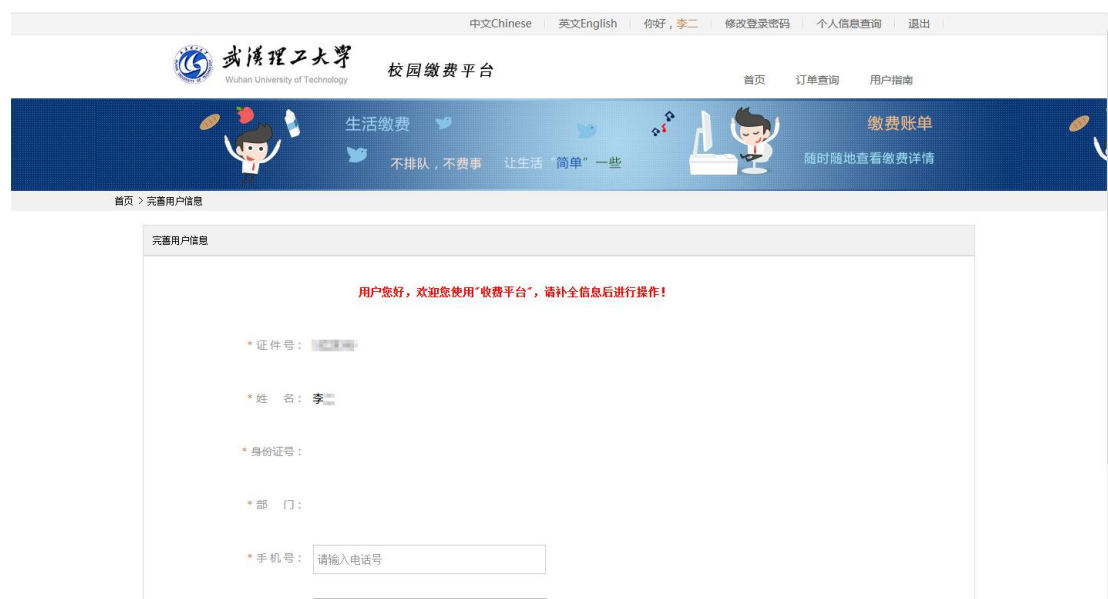 中文Chinese 英文English 你好，李二 修改登录密码 个人信息查询 退出
武汉理工大学
Wuhan University of Technology
校园缴费平台
首页 订单查询 用户指南
生活缴费
不排队，不费事 让生活“简单”一些
缴费账单
随时随地查看缴费详情
首页 > 完善用户信息
完善用户信息
用户您好，欢迎您使用"收费平台"，请补全信息后进行操作！
*证件号：
*姓 名：李
*身份证号：
*部 门：
*手机号：请输入电话号